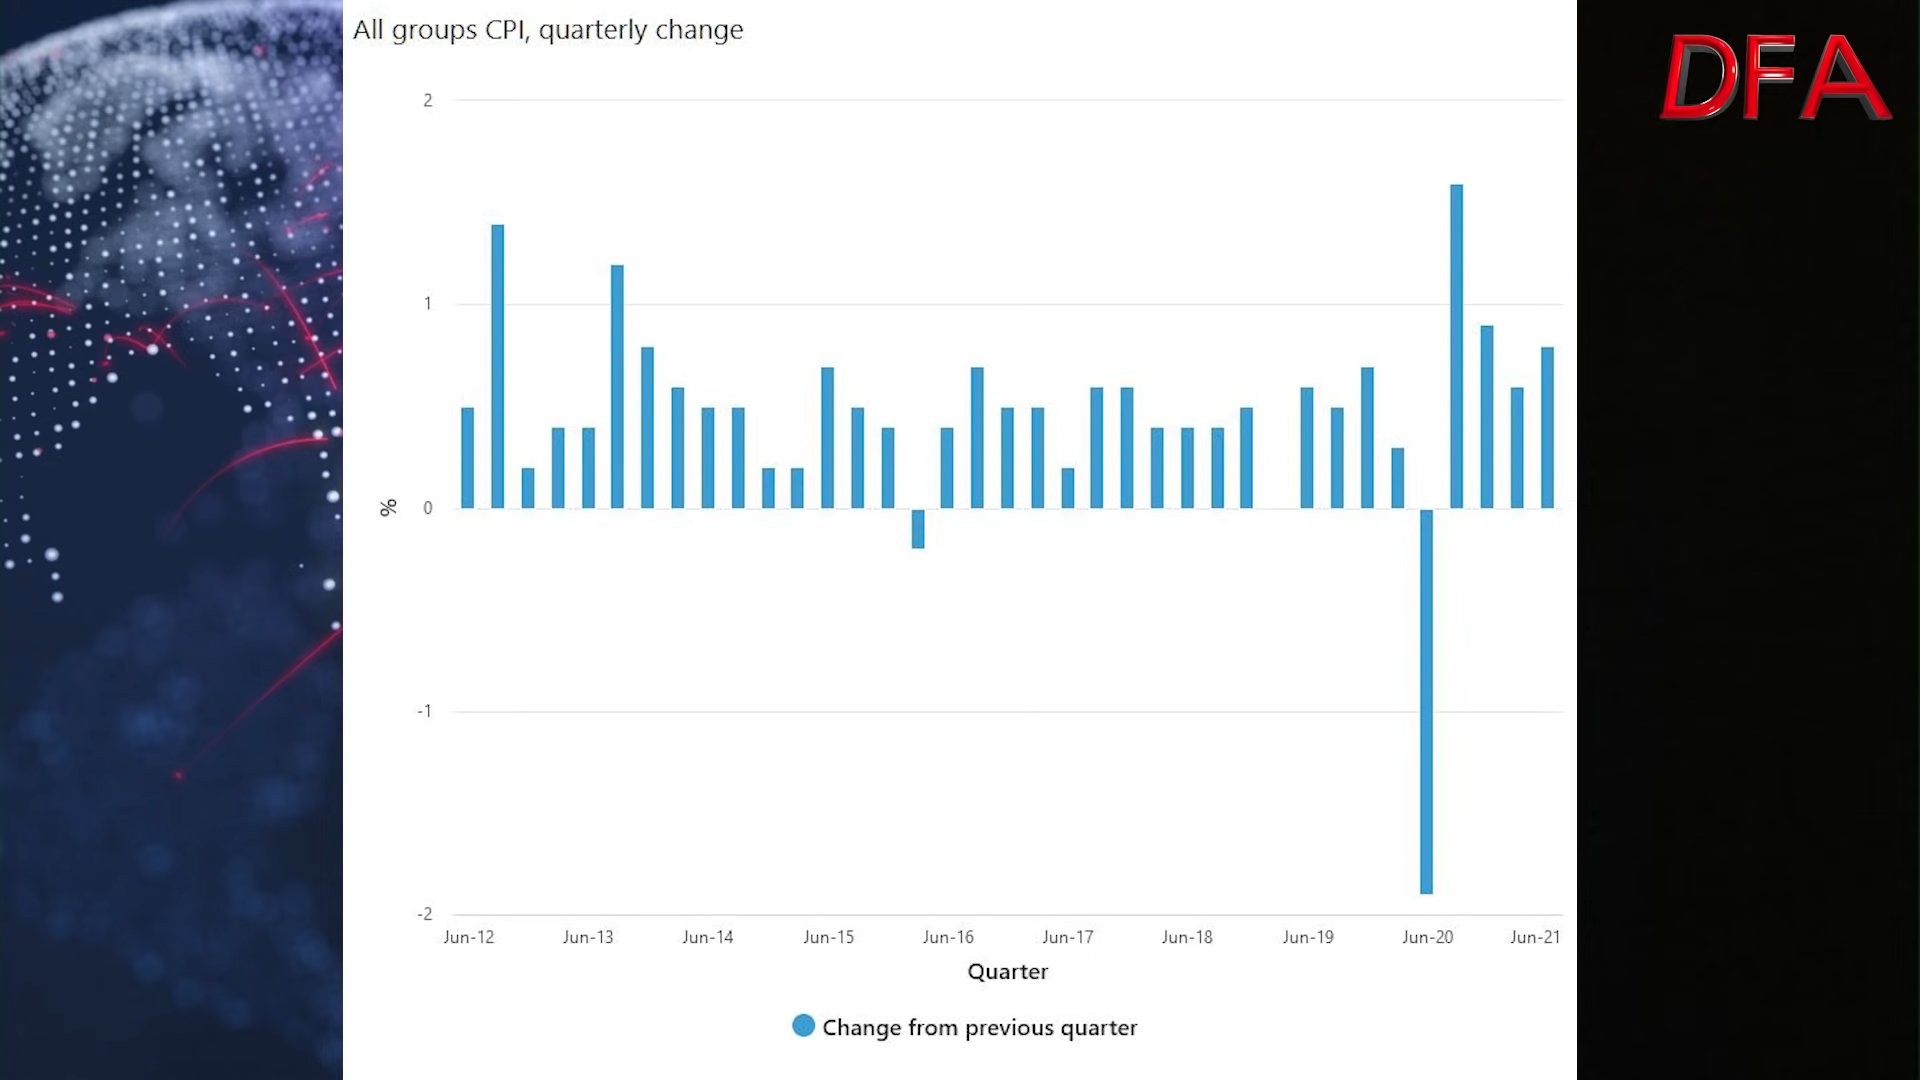 All groups CPI, quarterly change
DFA
2
1
0
-1
-2
%
Jun-12 Jun-13 Jun-14 Jun-15 Jun-16 Jun-17 Jun-18 Jun-19 Jun-20 Jun-21
Quarter
Change from previous quarter